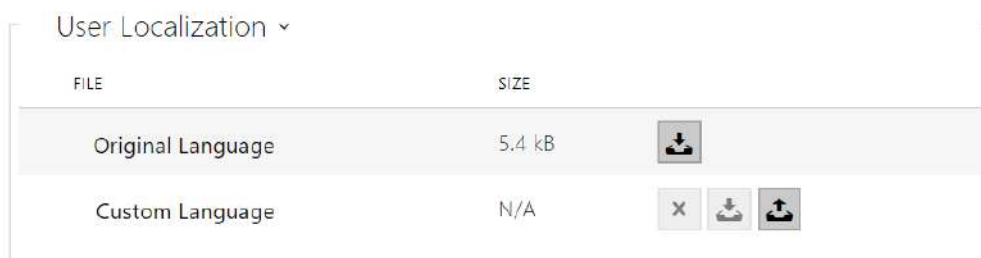 User Localization
FILE SIZE
Original Language 5.4 kB
Custom Language N/A